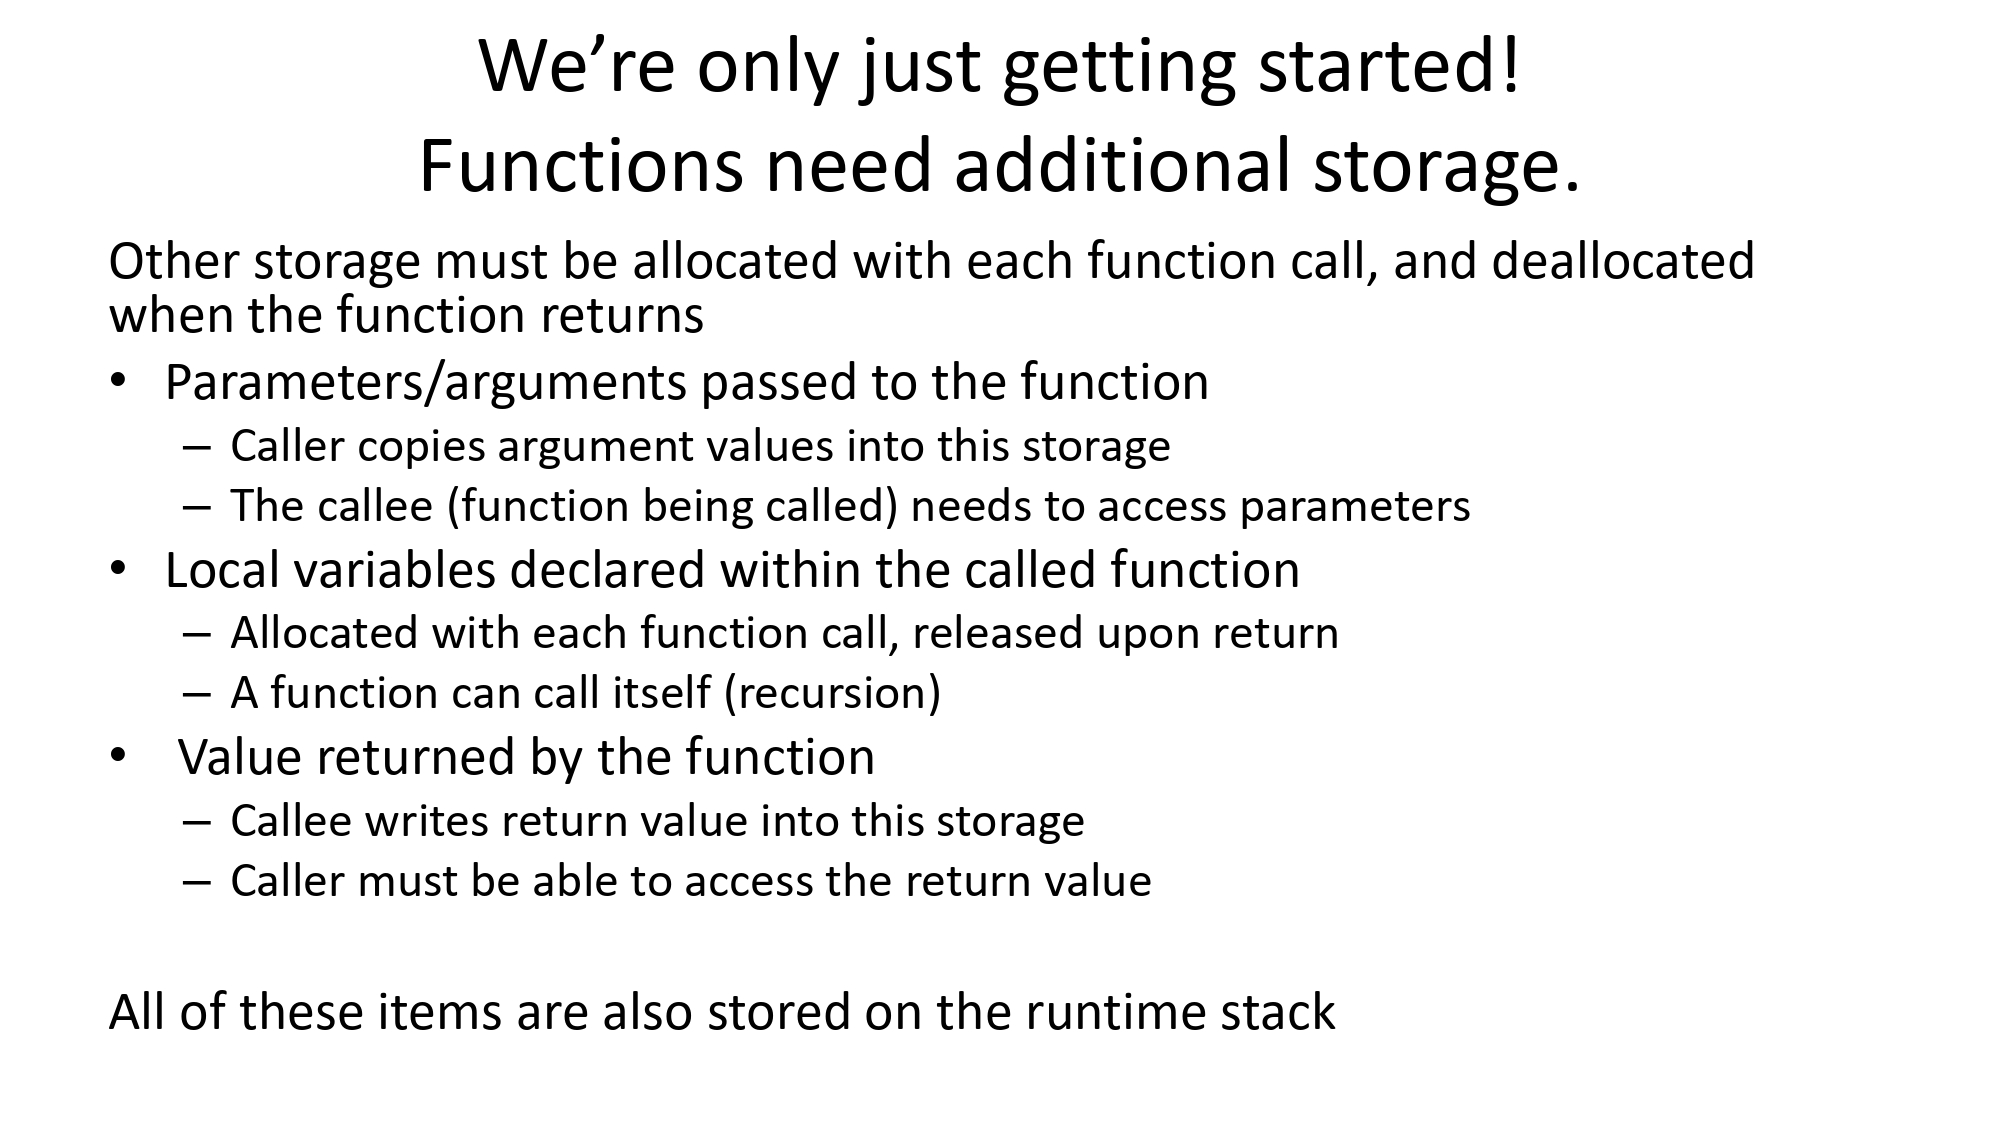 We’re only just getting started!
Functions need additional storage.
Other storage must be allocated with each function call, and deallocated
when the function returns
• Parameters/arguments passed to the function
– Caller copies argument values into this storage
– The callee (function being called) needs to access parameters
• Local variables declared within the called function
– Allocated with each function call, released upon return
– A function can call itself (recursion)
• Value returned by the function
– Callee writes return value into this storage
– Caller must be able to access the return value
All of these items are also stored on the runtime stack